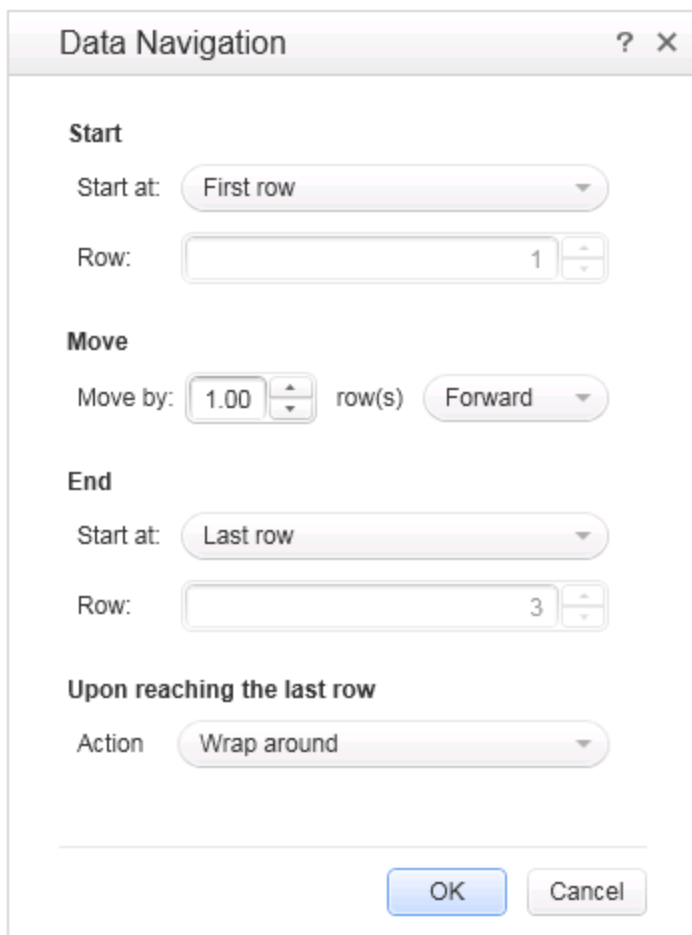 Data Navigation ? ×
Start
Start at: First row
Row: 1
Move
Move by: 1.00 row(s) Forward
End
Start at: Last row
Row: 3
Upon reaching the last row
Action Wrap around
OK Cancel